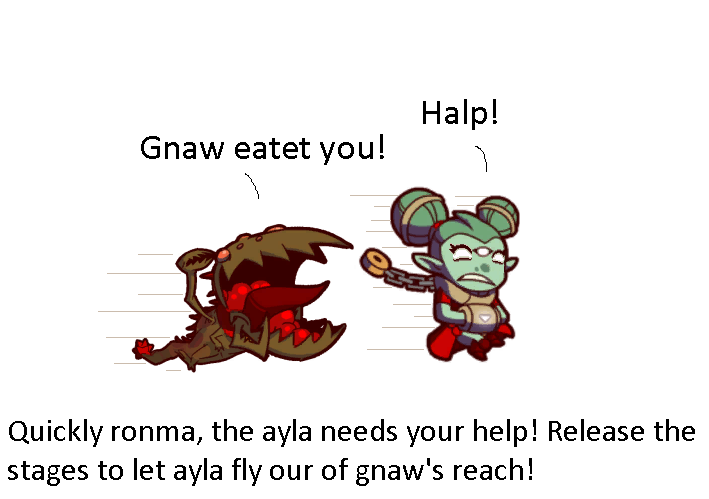 Halp!
Gnaw eatet you!
Quickly ronma, the ayla needs your help! Release the
stages to let ayla fly our of gnaw's reach!